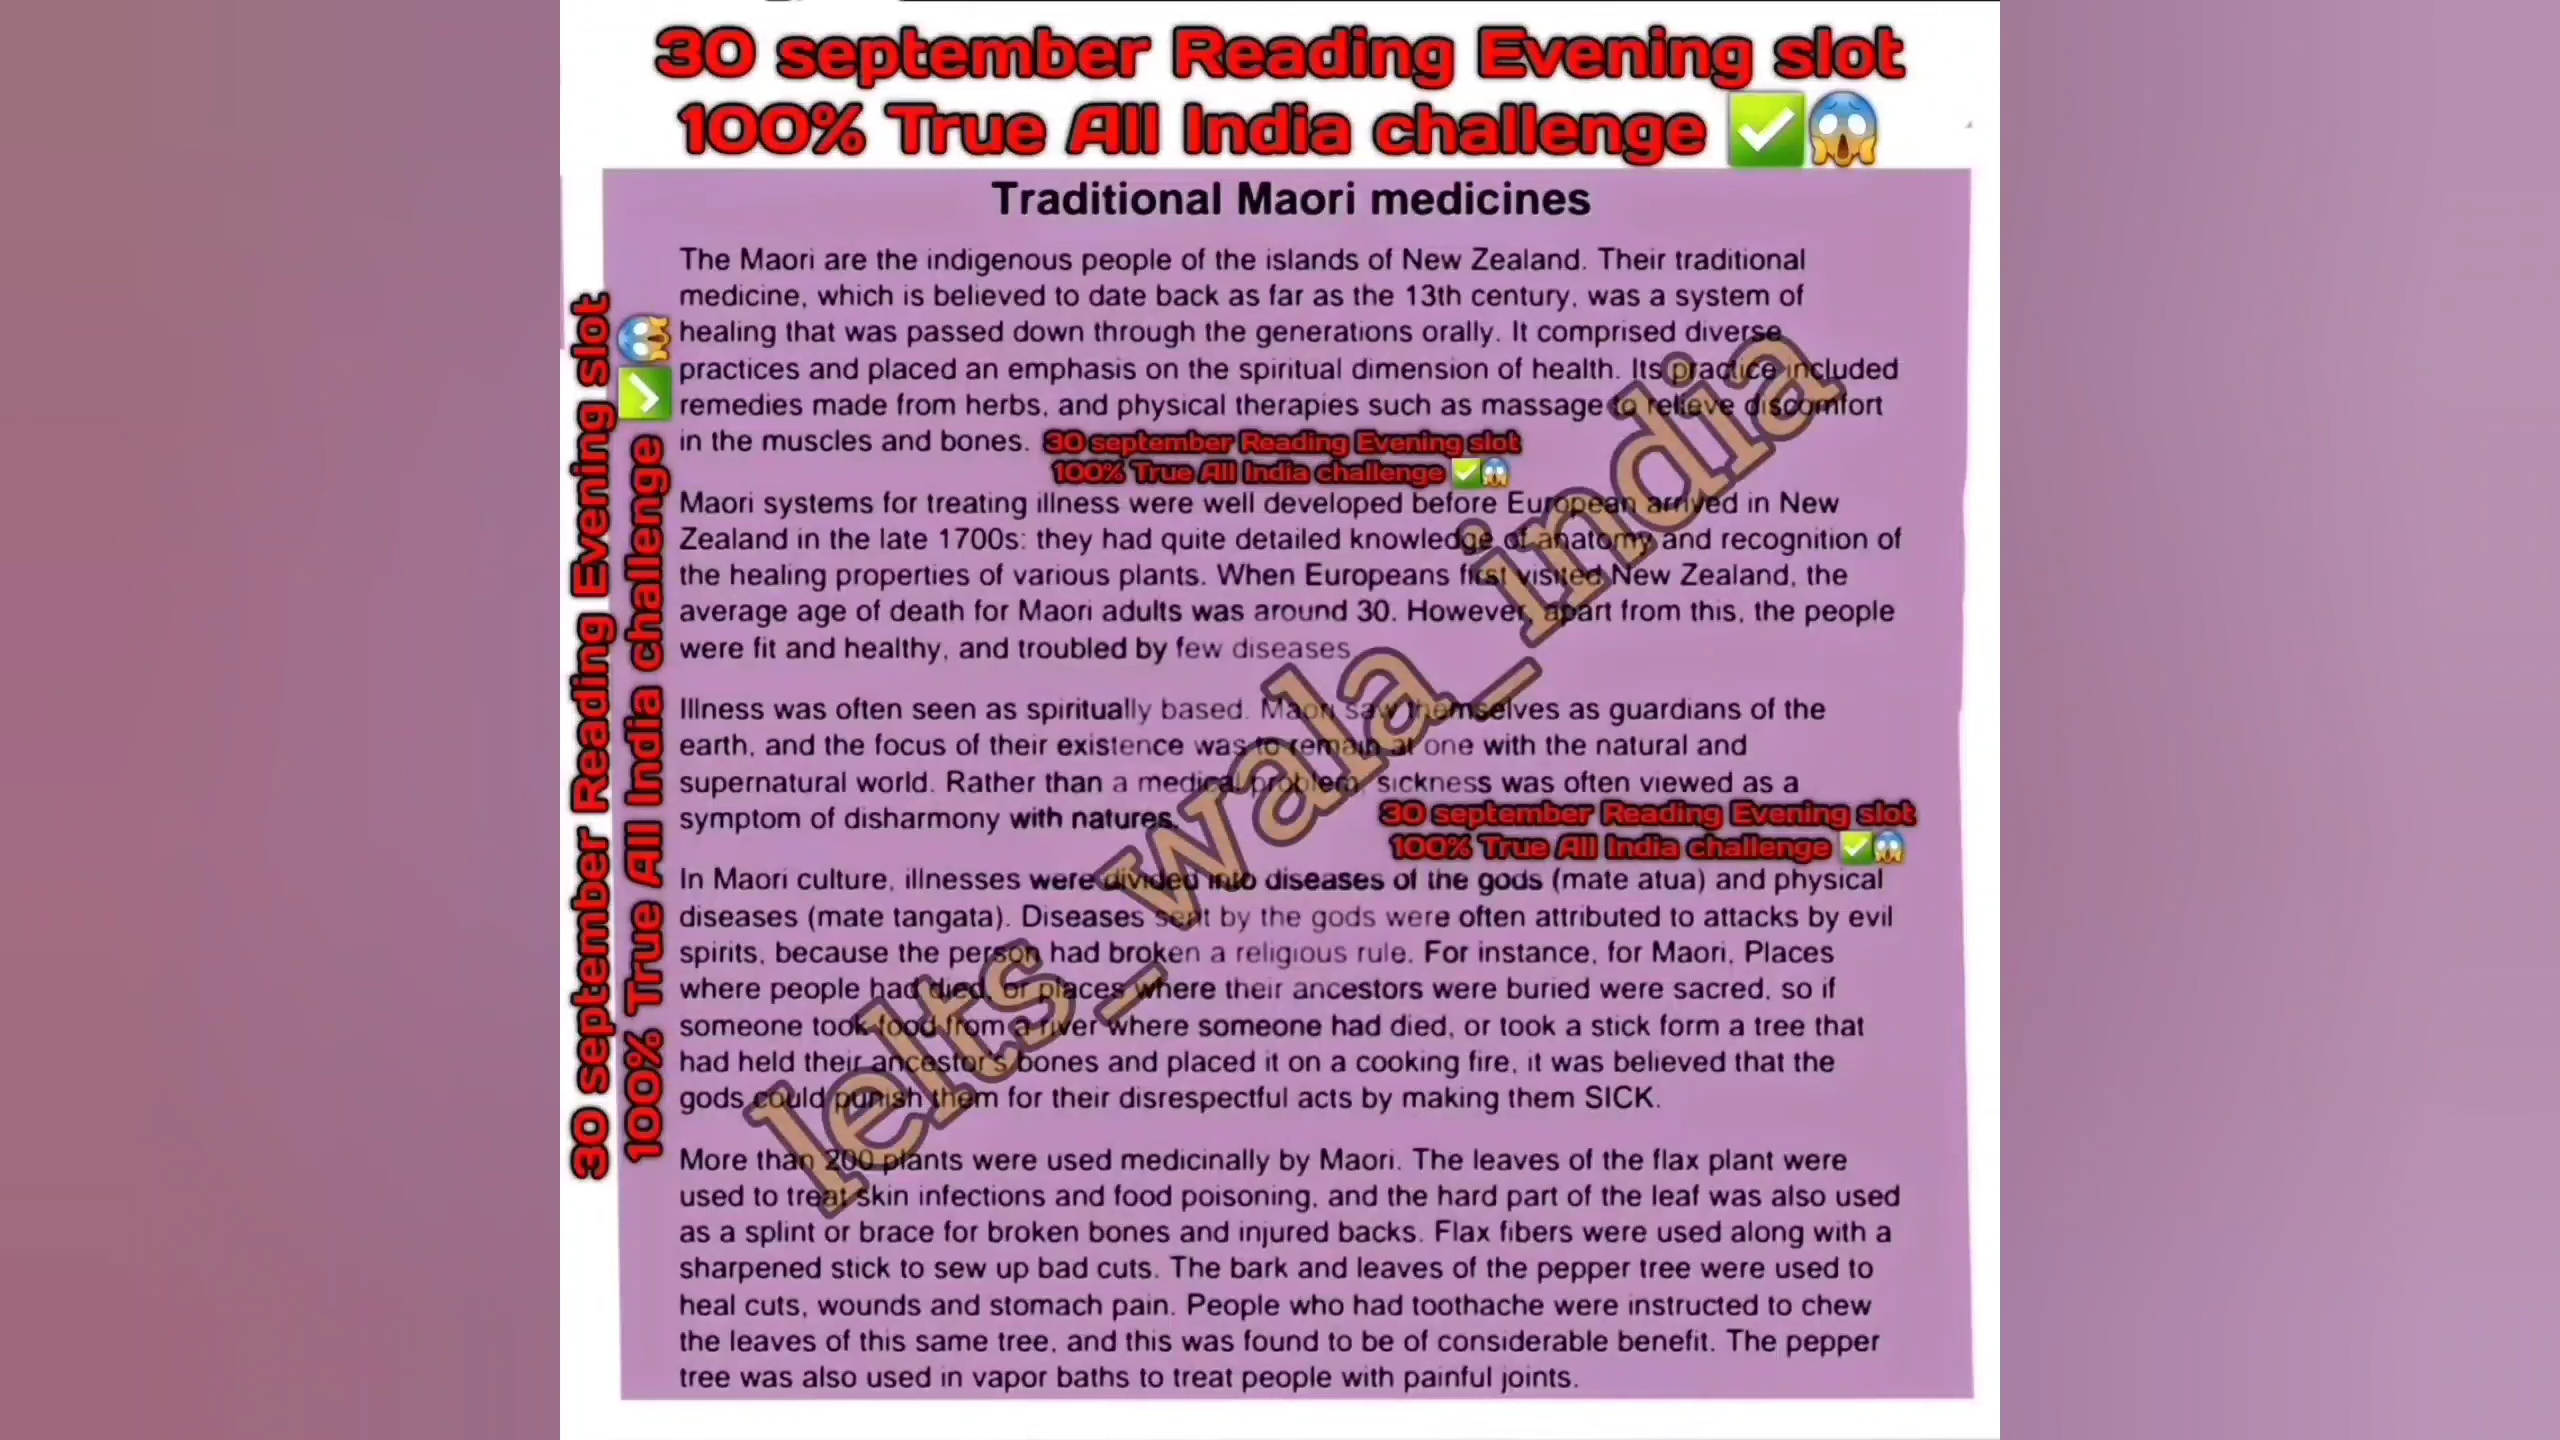 30 september Reading Evening slot
100% True All India challenge ✅😱
30 september Reading Evening slot
100% True All India challenge ✅😱
Traditional Maori medicines
The Maori are the indigenous people of the islands of New Zealand. Their traditional
medicine, which is believed to date back as far as the 13th century, was a system of
healing that was passed down through the generations orally. It comprised diverse
practices and placed an emphasis on the spiritual dimension of health. Its practice included
remedies made from herbs, and physical therapies such as massage to relieve discomfort
in the muscles and bones.
30 september Reading Evening slot
100% True All India challenge ✅😱
Maori systems for treating illness were well developed before European arrived in New
Zealand in the late 1700s: they had quite detailed knowledge of anatomy and recognition of
the healing properties of various plants. When Europeans first visited New Zealand, the
average age of death for Maori adults was around 30. However, apart from this, the people
were fit and healthy, and troubled by few diseases.
Illness was often seen as spiritually based. Maori saw themselves as guardians of the
earth, and the focus of their existence was to remain at one with the natural and
supernatural world. Rather than a medical problem, sickness was often viewed as a
symptom of disharmony with natures.
30 september Reading Evening slot
100% True All India challenge ✅😱
In Maori culture, illnesses were divided into diseases of the gods (mate atua) and physical
diseases (mate tangata). Diseases sent by the gods were often attributed to attacks by evil
spirits, because the person had broken a religious rule. For instance, for Maori, Places
where people had died, or places where their ancestors were buried were sacred, so if
someone took food from a river where someone had died, or took a stick form a tree that
had held their ancestor's bones and placed it on a cooking fire, it was believed that the
gods could punish them for their disrespectful acts by making them SICK.
More than 200 plants were used medicinally by Maori. The leaves of the flax plant were
used to treat skin infections and food poisoning, and the hard part of the leaf was also used
as a splint or brace for broken bones and injured backs. Flax fibers were used along with a
sharpened stick to sew up bad cuts. The bark and leaves of the pepper tree were used to
heal cuts, wounds and stomach pain. People who had toothache were instructed to chew
the leaves of this same tree, and this was found to be of considerable benefit. The pepper
tree was also used in vapor baths to treat people with painful joints.
Ielts_wala_india